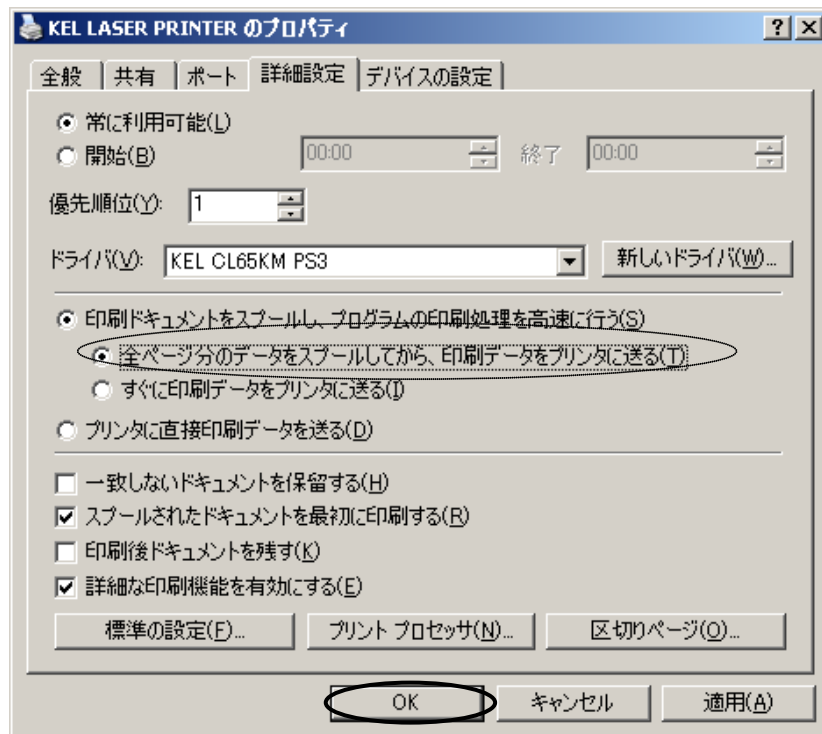 KEL LASER PRINTER のプロパティ
全般 共有 ポート 詳細設定 デバイスの設定
常に利用可能(L)
開始(B) 00:00 終了 00:00
優先順位(Y): 1
ドライバ(V): KEL CL65KM PS3 新しいドライバ(W)...
印刷ドキュメントをスプールし、プログラムの印刷処理を高速に行う(S)
全ページ分のデータをスプールしてから、印刷データをプリンタに送る(T)
すぐに印刷データをプリンタに送る(I)
プリンタに直接印刷データを送る(D)
一致しないドキュメントを保留する(H)
スプールされたドキュメントを最初に印刷する(R)
印刷後ドキュメントを残す(K)
詳細な印刷機能を有効にする(E)
標準の設定(F)... プリント プロセッサ(N)... 区切りページ(O)...
OK キャンセル 適用(A)